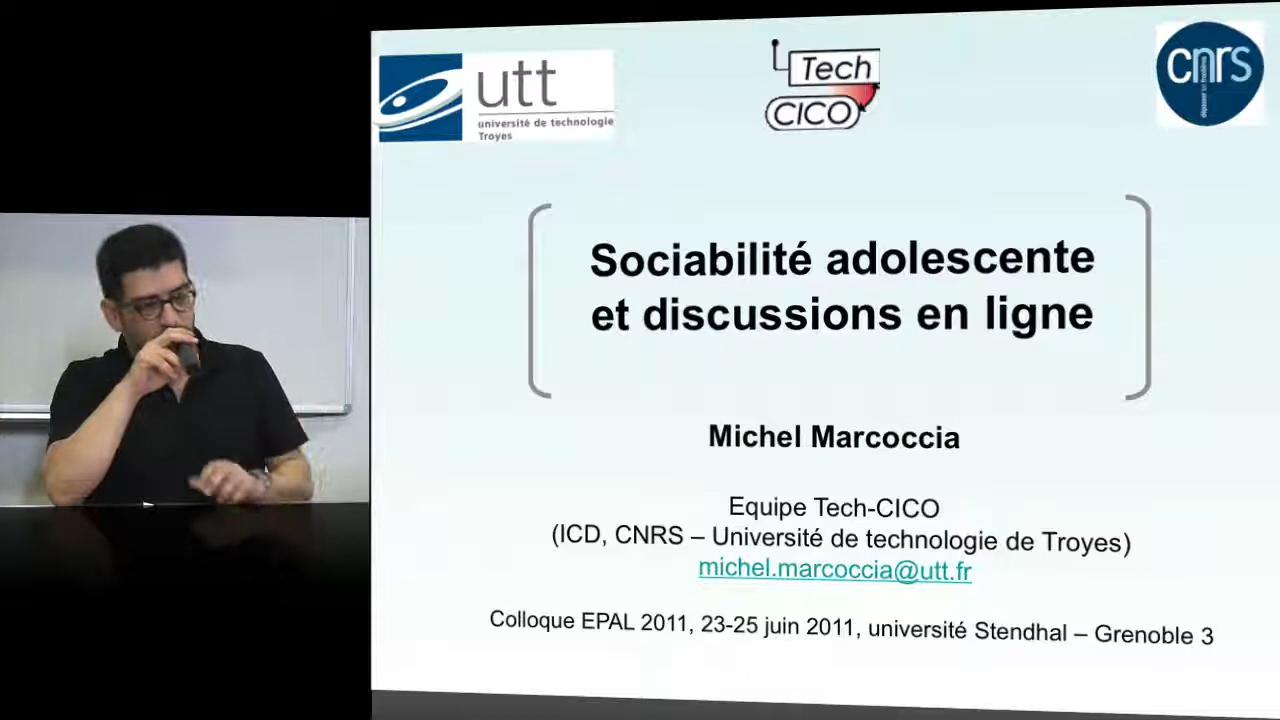 utt
université de technologie
Troyes
Tech
CICO
cnrs
Sociabilité adolescente
et discussions en ligne
Michel Marcoccia
Equipe Tech-CICO
(ICD, CNRS – Université de technologie de Troyes)
michel.marcoccia@utt.fr
Colloque EPAL 2011, 23-25 juin 2011, université Stendhal – Grenoble 3